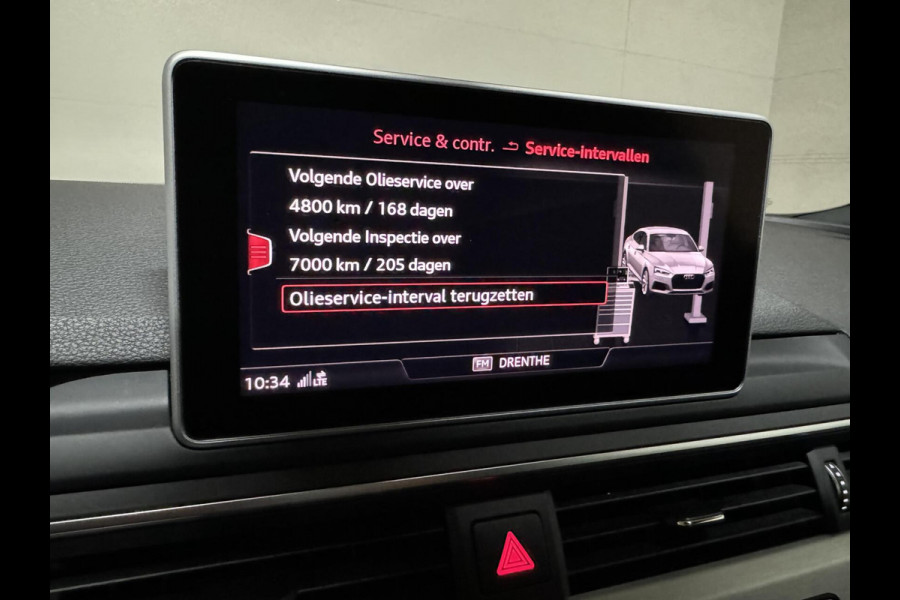 Service & contr. Service-intervallen
Volgende Olieservice over
4800 km / 168 dagen
Volgende Inspectie over
7000 km / 205 dagen
Olieservice-interval terugzetten
FM DRENTHE
10:34 LTE